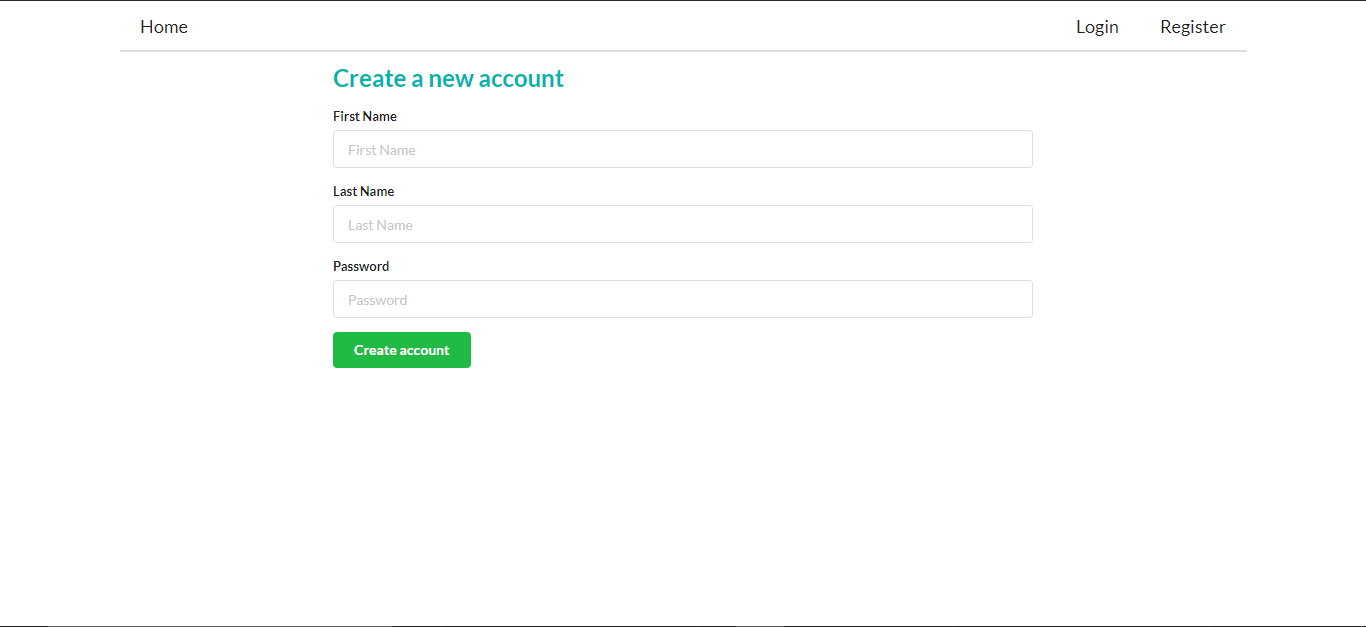 Home Login Register
Create a new account
First Name
First Name
Last Name
Last Name
Password
Password
Create account